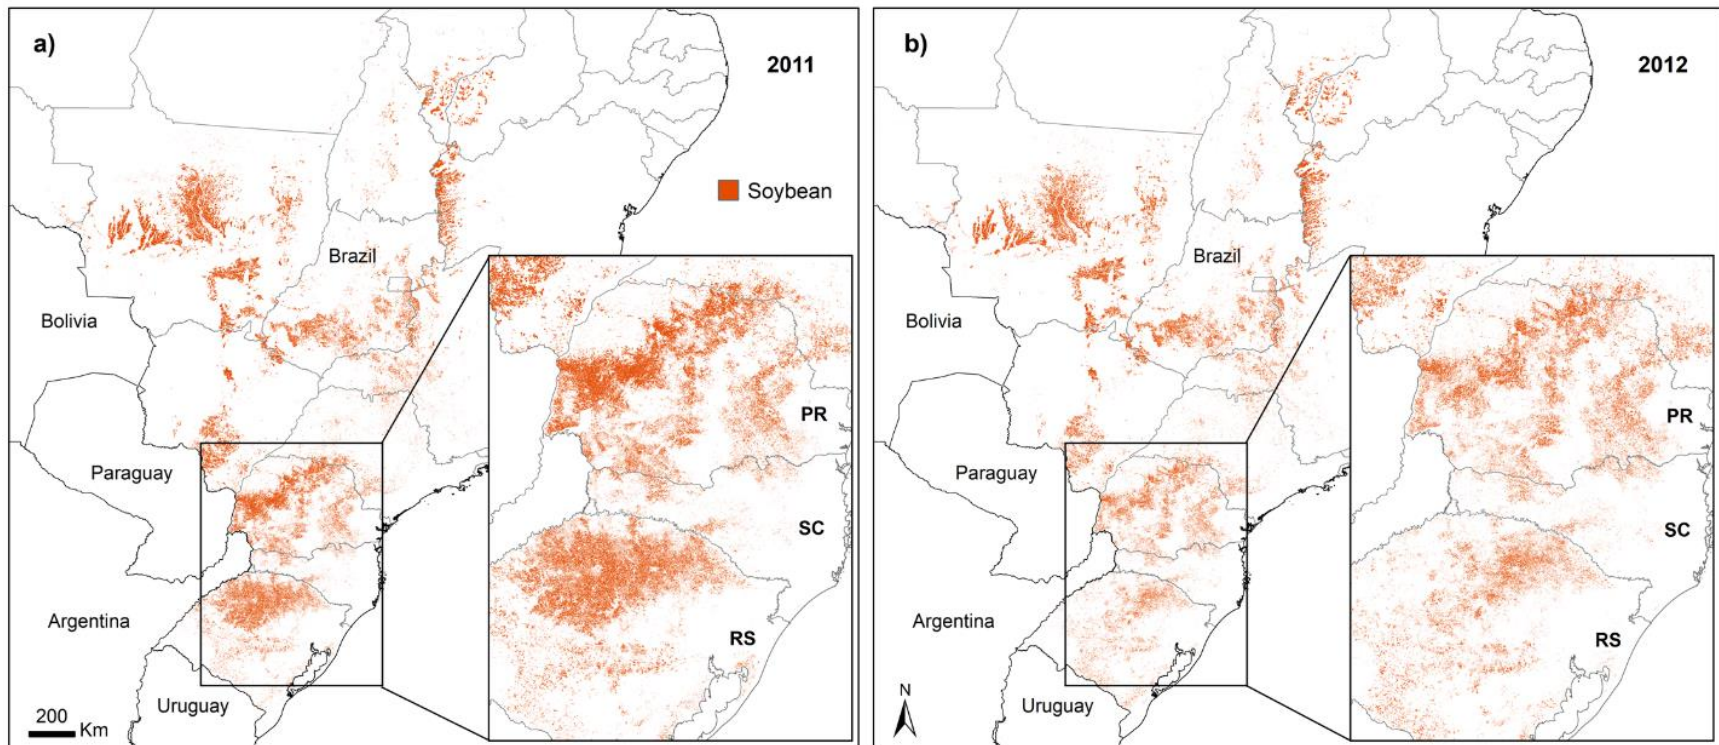 a)
2011
Soybean
Brazil
Bolivia
PR
Paraguay
SC
Argentina
RS
Uruguay
200
Km
b)
2012
Brazil
Bolivia
PR
Paraguay
SC
Argentina
RS
N
Uruguay